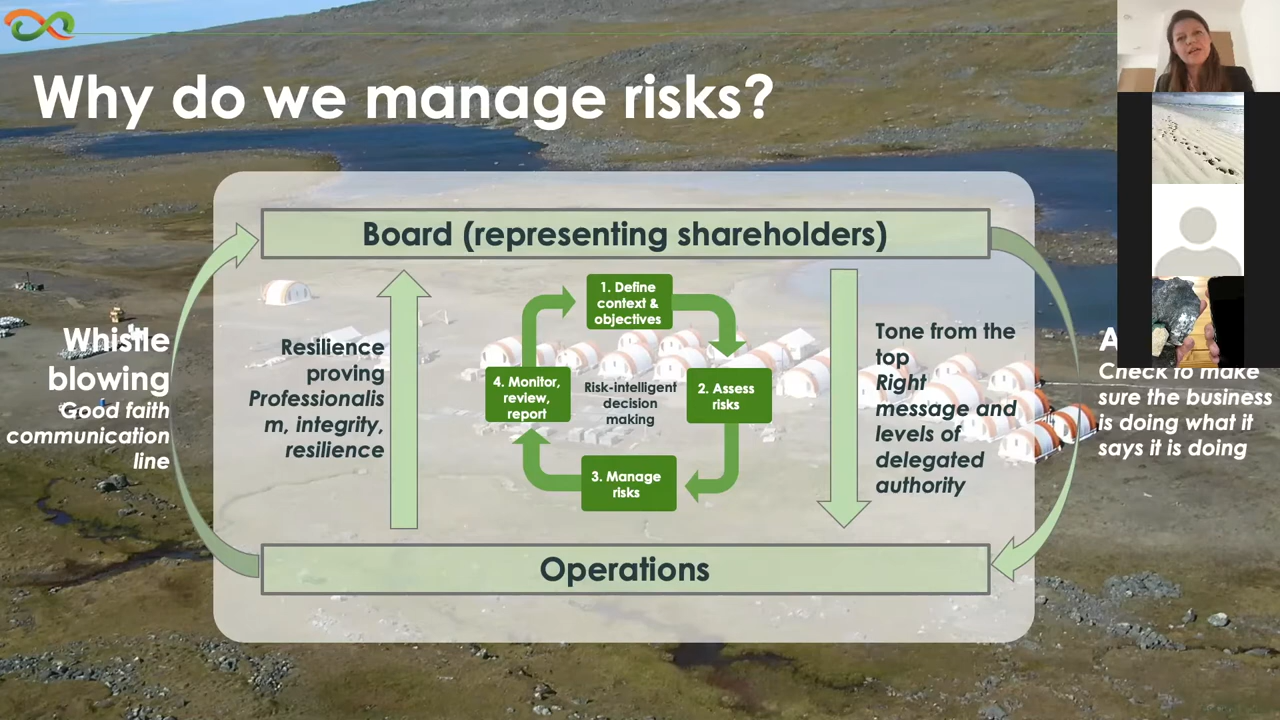 Why do we manage risks?
Board (representing shareholders)
Whistle
blowing
Good faith
communication
line
Resilience
proving
Professionalis
m, integrity,
resilience
1. Define
context &
objectives
2. Assess
risks
3. Manage
risks
4. Monitor,
review,
report
Risk-intelligent
decision
making
Tone from the
top
Right
message and
levels of
delegated
authority
Check to make
sure the business
is doing what it
says it is doing
Operations